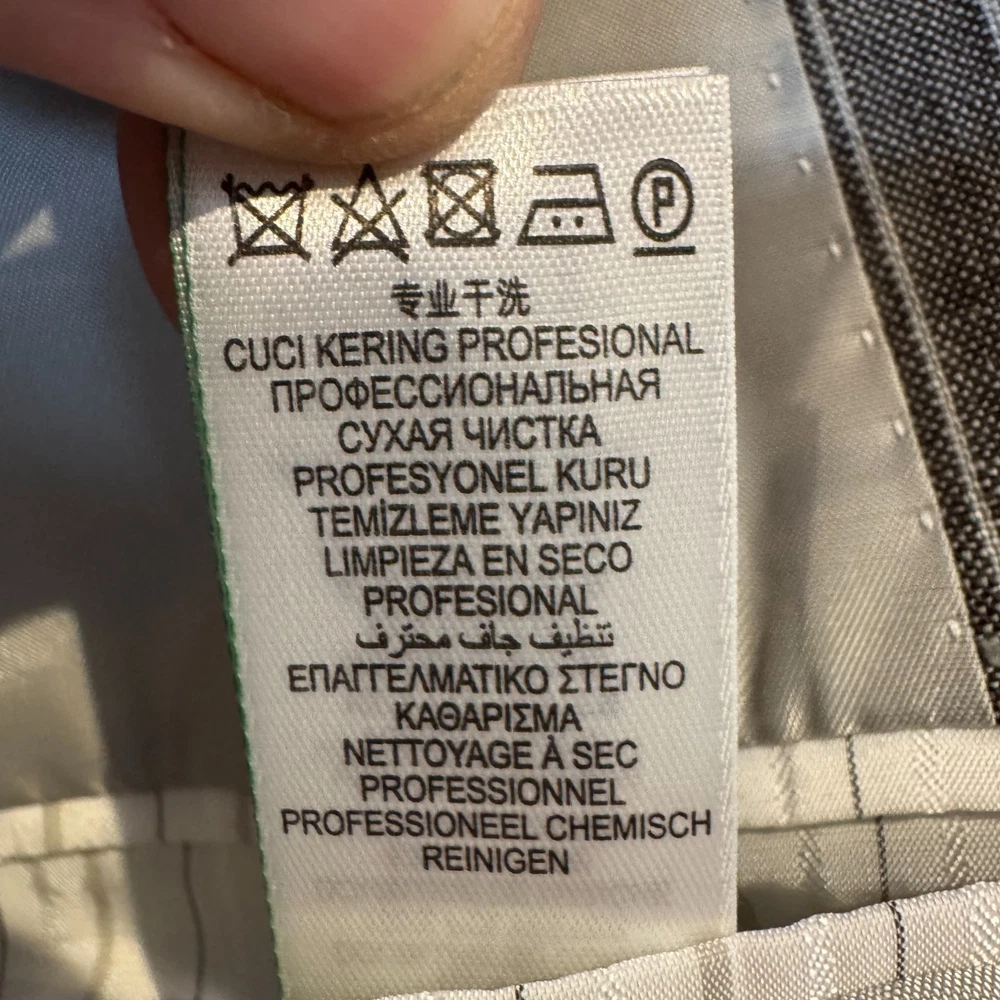 P
专业干洗
CUCI KERING PROFESIONAL
ПРОФЕССИОНАЛЬНАЯ
СУХАЯ ЧИСТКА
PROFESYONEL KURU
TEMİZLEME YAPINIZ
LIMPIEZA EN SECO
PROFESIONAL
تنظيف جاف محترف
ΕΠΑΓΓΕΛΜΑΤΙΚΟ ΣΤΕΓΝΟ
ΚΑΘΑΡΙΣΜΑ
NETTOYAGE À SEC
PROFESSIONNEL
PROFESSIONEEL CHEMISCH
REINIGEN